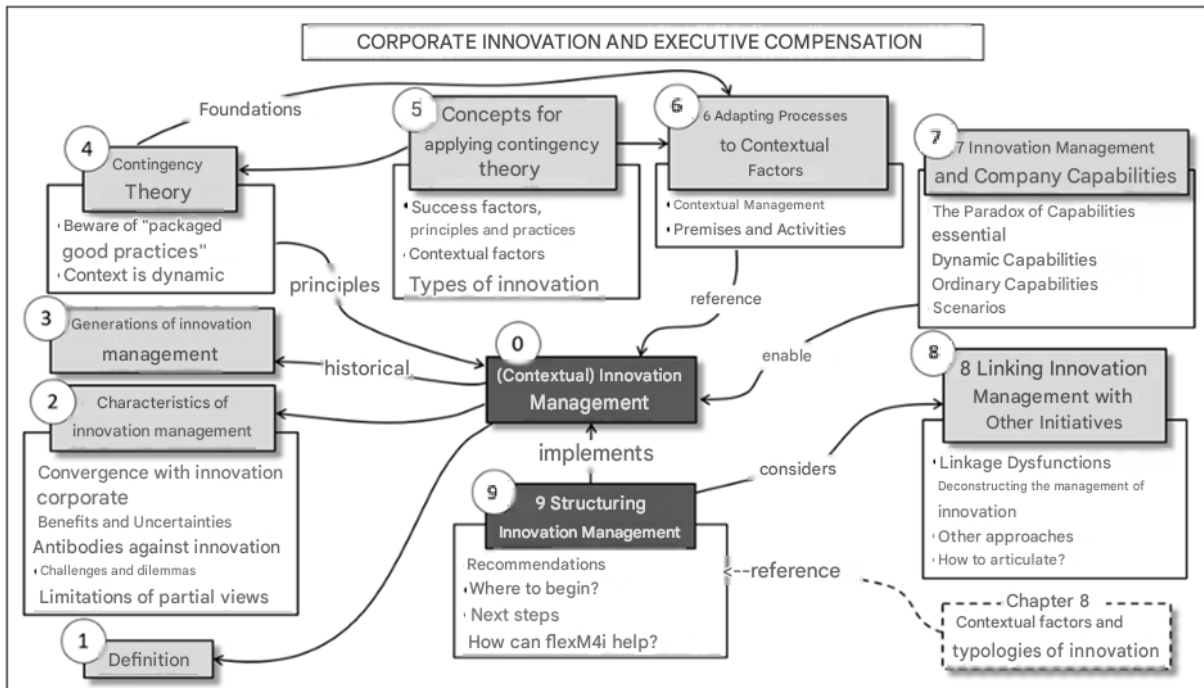 CORPORATE INNOVATION AND EXECUTIVE COMPENSATION
Foundations
4
Contingency
Theory
Beware of "packaged
good practices"
Context is dynamic
5
Concepts for
applying contingency
theory
Success factors,
principles and practices
Contextual factors
Types of innovation
6
6 Adapting Processes
to Contextual
Factors
Contextual Management
Premises and Activities
7
7 Innovation Management
and Company Capabilities
The Paradox of Capabilities
essential
Dynamic Capabilities
Ordinary Capabilities
Scenarios
principles
reference
3
Generations of innovation
management
historical
0
(Contextual) Innovation
Management
enable
8
8 Linking Innovation
Management with
Other Initiatives
Linkage Dysfunctions
Deconstructing the management of
innovation
Other approaches
How to articulate?
2
Characteristics of
innovation management
Convergence with innovation
corporate
Benefits and Uncertainties
Antibodies against innovation
Challenges and dilemmas
Limitations of partial views
implements
considers
9
9 Structuring
Innovation Management
Recommendations
Where to begin?
Next steps
How can flexM4i help?
<--reference
Chapter 8
Contextual factors and
typologies of innovation
1
Definition